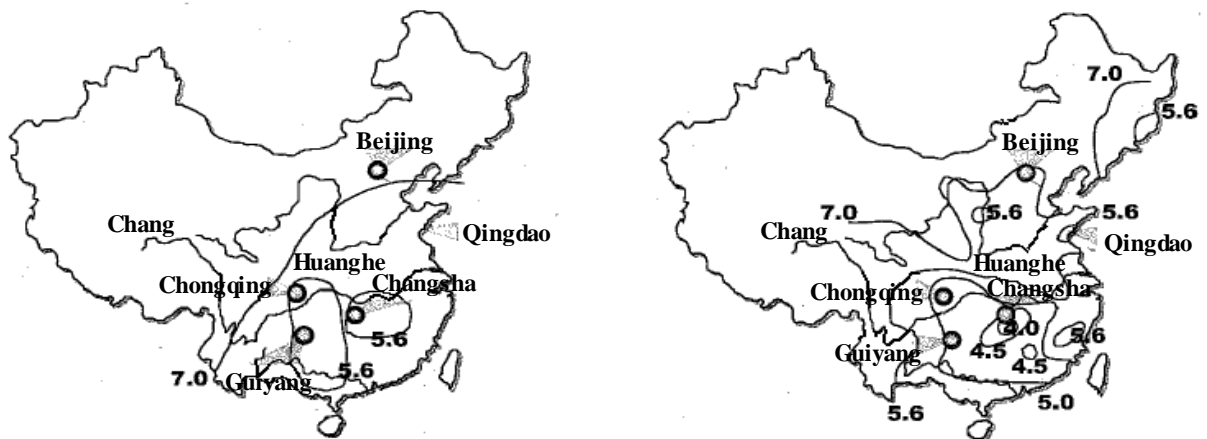 Beijing
Chang
Qingdao
Huanghe
Chongqing
Changsha
5.6
7.0
Guiyang
5.6
7.0
5.6
Beijing
7.0
5.6
5.6
Chang
Qingdao
Huanghe
Chongqing
Changsha
4.0
5.6
Guiyang
4.5
4.5
5.0
5.6